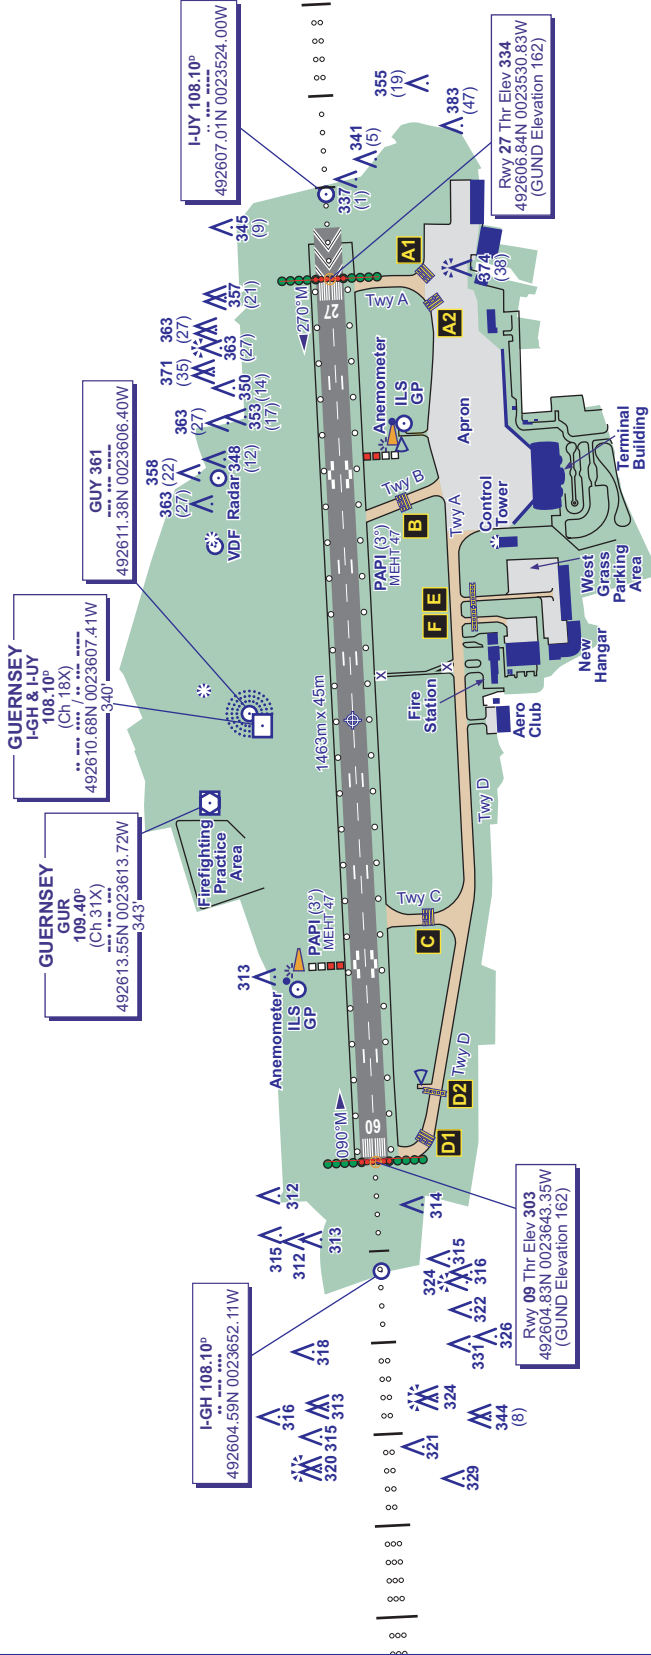 GUERNSEY
I-GH & I-UY
108.10ᴰ
(Ch 18X)
492610.68N 0023607.41W
340'
GUERNSEY
GUR
109.40ᴰ
(Ch 31X)
492613.55N 0023613.72W
343'
GUY 361
492611.38N 0023606.40W
I-UY 108.10ᴰ
492607.01N 0023524.00W
I-GH 108.10ᴰ
492604.59N 0023652.11W
Rwy 27 Thr Elev 334
492606.84N 0023530.83W
(GUND Elevation 162)
Rwy 09 Thr Elev 303
492604.83N 0023643.35W
(GUND Elevation 162)
Firefighting
Practice
Area
VDF
Radar
363
(27)
358
(22)
348
(12)
363
(27)
353
(17)
350
(14)
371
(35)
363
(27)
363
(27)
357
(21)
345
(9)
337
(1)
341
(5)
355
(19)
383
(47)
374
(38)
313
Anemometer
ILS
GP
PAPI (3°)
MEHT 47
1463m x 45m
090°M
09
270°M
27
Anemometer
ILS
GP
PAPI (3°)
MEHT 47
Twy A
A1
A2
Twy B
B
Twy A
Apron
Terminal
Building
Control
Tower
West
Grass
Parking
Area
New
Hangar
E
F
X
X
Fire
Station
Aero
Club
Twy D
Twy C
C
Twy D
D2
D1
312
315
312
313
318
316
313
315
320
314
315
316
324
322
326
331
324
344
(8)
321
329